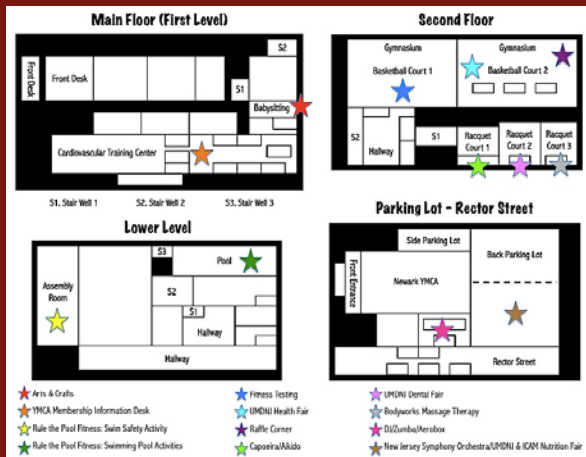 Main Floor (First Level)
S2
Front Desk
Front Desk
S1
Babysitting
Cardiovascular Training Center
S1. Stair Well 1
S2. Stair Well 2
S3. Stair Well 3
Second Floor
Gymnasium
Gymnasium
Basketball Court 1
Basketball Court 2
S2
Hallway
S1
Racquet
Court 1
Racquet
Court 2
Racquet
Court 3
Lower Level
S3
Pool
Assembly
Room
S2
S1
Hallway
Hallway
Parking Lot - Rector Street
Side Parking Lot
Back Parking Lot
Front Entrance
Newark YMCA
Rector Street
Arts & Crafts
YMCA Membership Information Desk
Rule the Pool Fitness: Swim Safety Activity
Rule the Pool Fitness: Swimming Pool Activities
Fitness Testing
UMDNJ Health Fair
Raffle Corner
Capoeira/Aikido
UMDNJ Dental Fair
Bodyworks Massage Therapy
DJ/Zumba/Aerobox
New Jersey Symphony Orchestra/UMDNJ & ICAM Nutrition Fair